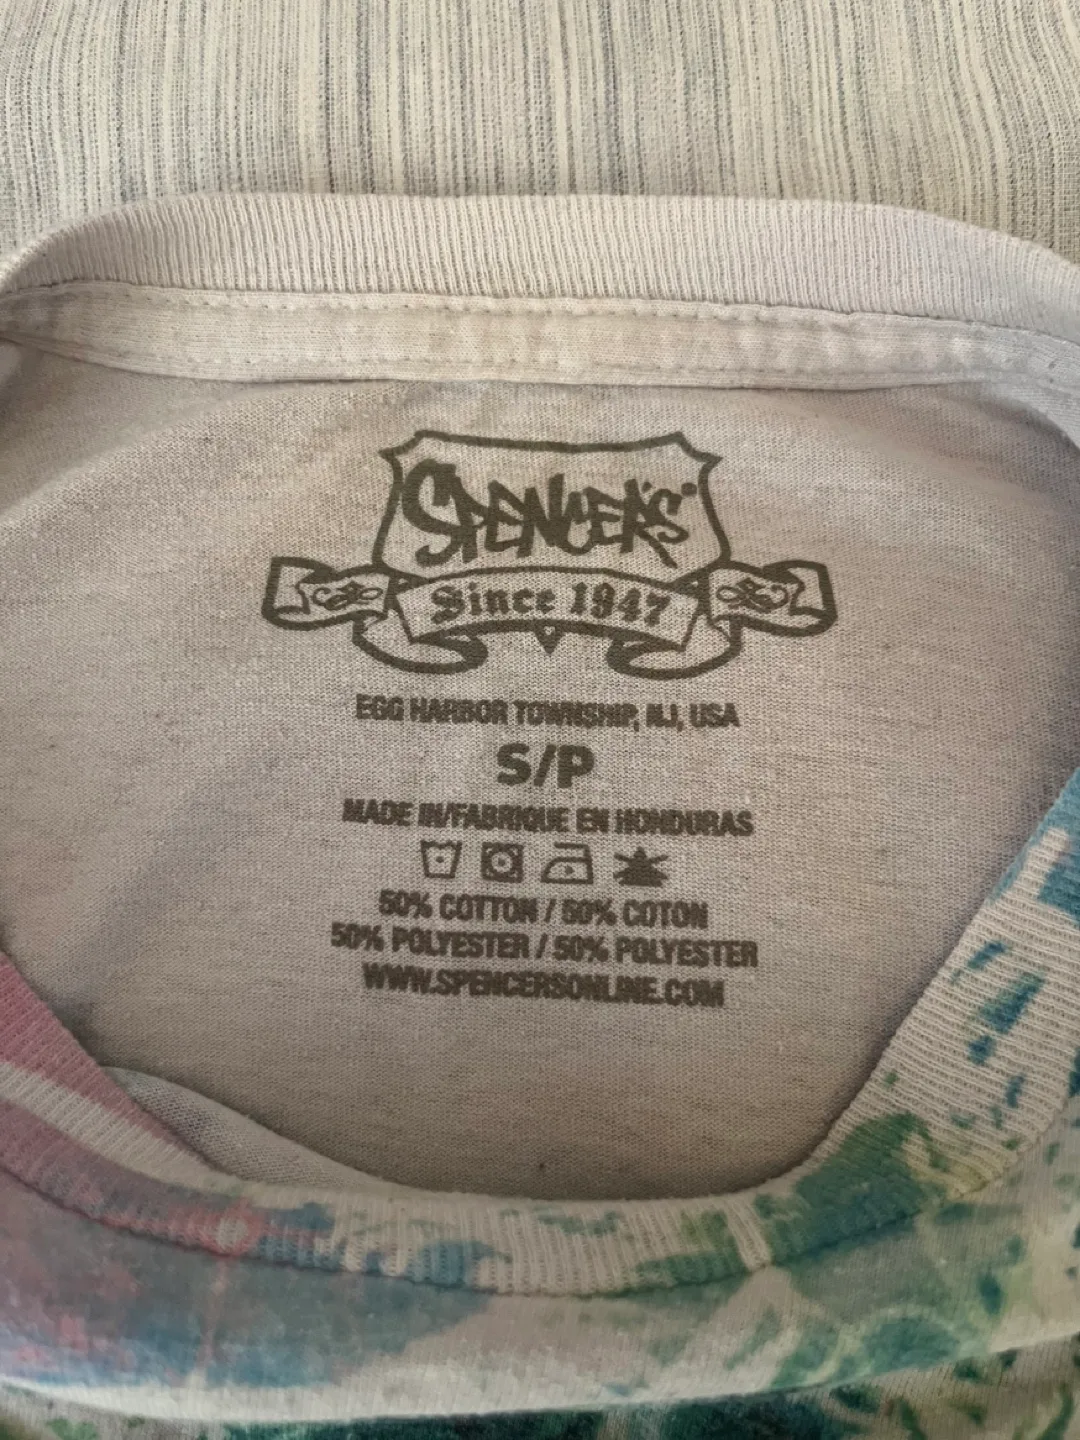 SPENCER'S
Since 1947
EGG HARBOR TOWNSHIP, NJ, USA
S/P
MADE IN/FABRIQUE EN HONDURAS
50% COTTON / 50% COTON
50% POLYESTER / 50% POLYESTER
WWW.SPENCERSONLINE.COM